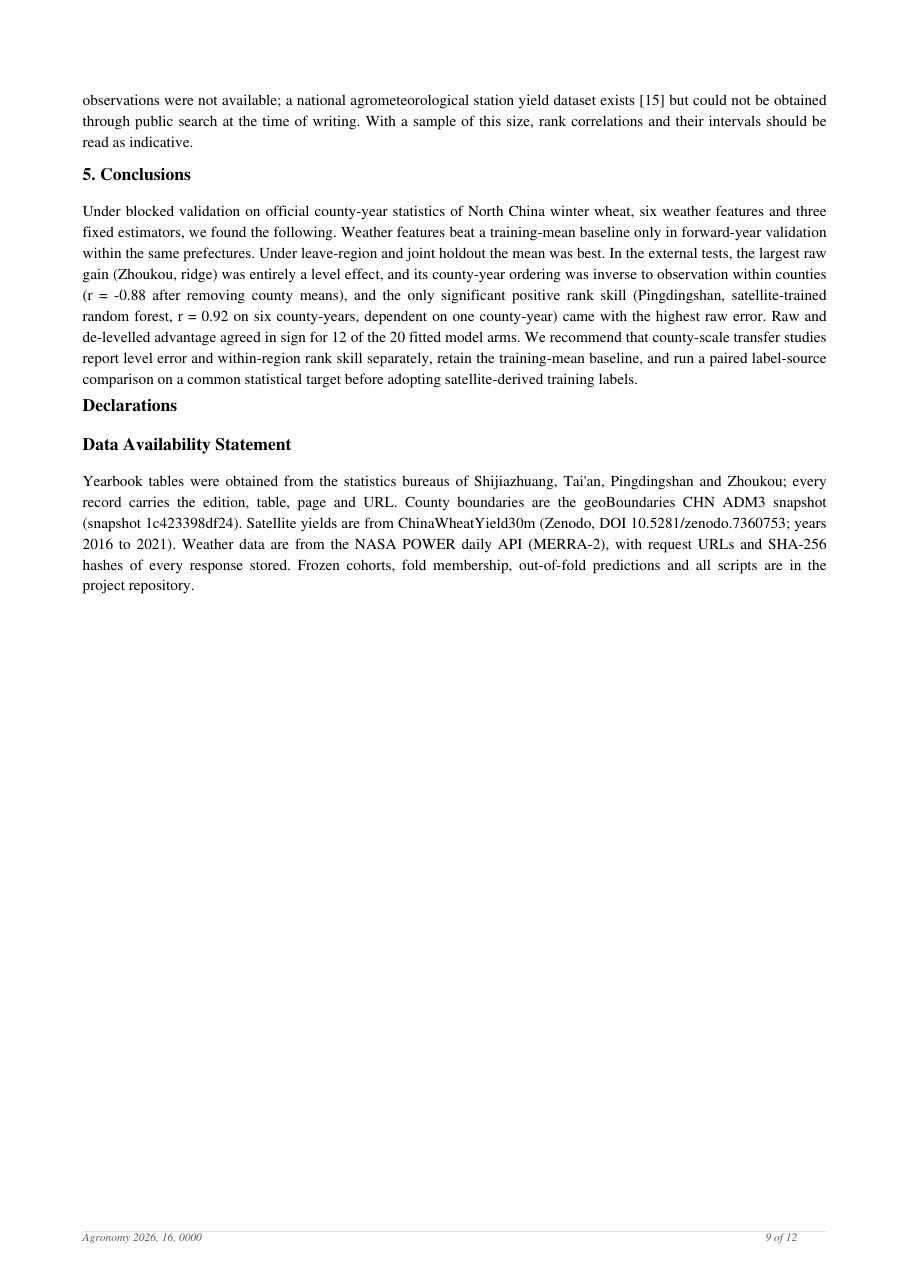 observations were not available; a national agrometeorological station yield dataset exists [15] but could not be obtained
through public search at the time of writing. With a sample of this size, rank correlations and their intervals should be
read as indicative.
5. Conclusions
Under blocked validation on official county-year statistics of North China winter wheat, six weather features and three
fixed estimators, we found the following. Weather features beat a training-mean baseline only in forward-year validation
within the same prefectures. Under leave-region and joint holdout the mean was best. In the external tests, the largest raw
gain (Zhoukou, ridge) was entirely a level effect, and its county-year ordering was inverse to observation within counties
(r = -0.88 after removing county means), and the only significant positive rank skill (Pingdingshan, satellite-trained
random forest, r = 0.92 on six county-years, dependent on one county-year) came with the highest raw error. Raw and
de-levelled advantage agreed in sign for 12 of the 20 fitted model arms. We recommend that county-scale transfer studies
report level error and within-region rank skill separately, retain the training-mean baseline, and run a paired label-source
comparison on a common statistical target before adopting satellite-derived training labels.
Declarations
Data Availability Statement
Yearbook tables were obtained from the statistics bureaus of Shijiazhuang, Tai'an, Pingdingshan and Zhoukou; every
record carries the edition, table, page and URL. County boundaries are the geoBoundaries CHN ADM3 snapshot
(snapshot 1c423398df24). Satellite yields are from ChinaWheatYield30m (Zenodo, DOI 10.5281/zenodo.7360753; years
2016 to 2021). Weather data are from the NASA POWER daily API (MERRA-2), with request URLs and SHA-256
hashes of every response stored. Frozen cohorts, fold membership, out-of-fold predictions and all scripts are in the
project repository.
Agronomy 2026, 16, 0000
9 of 12